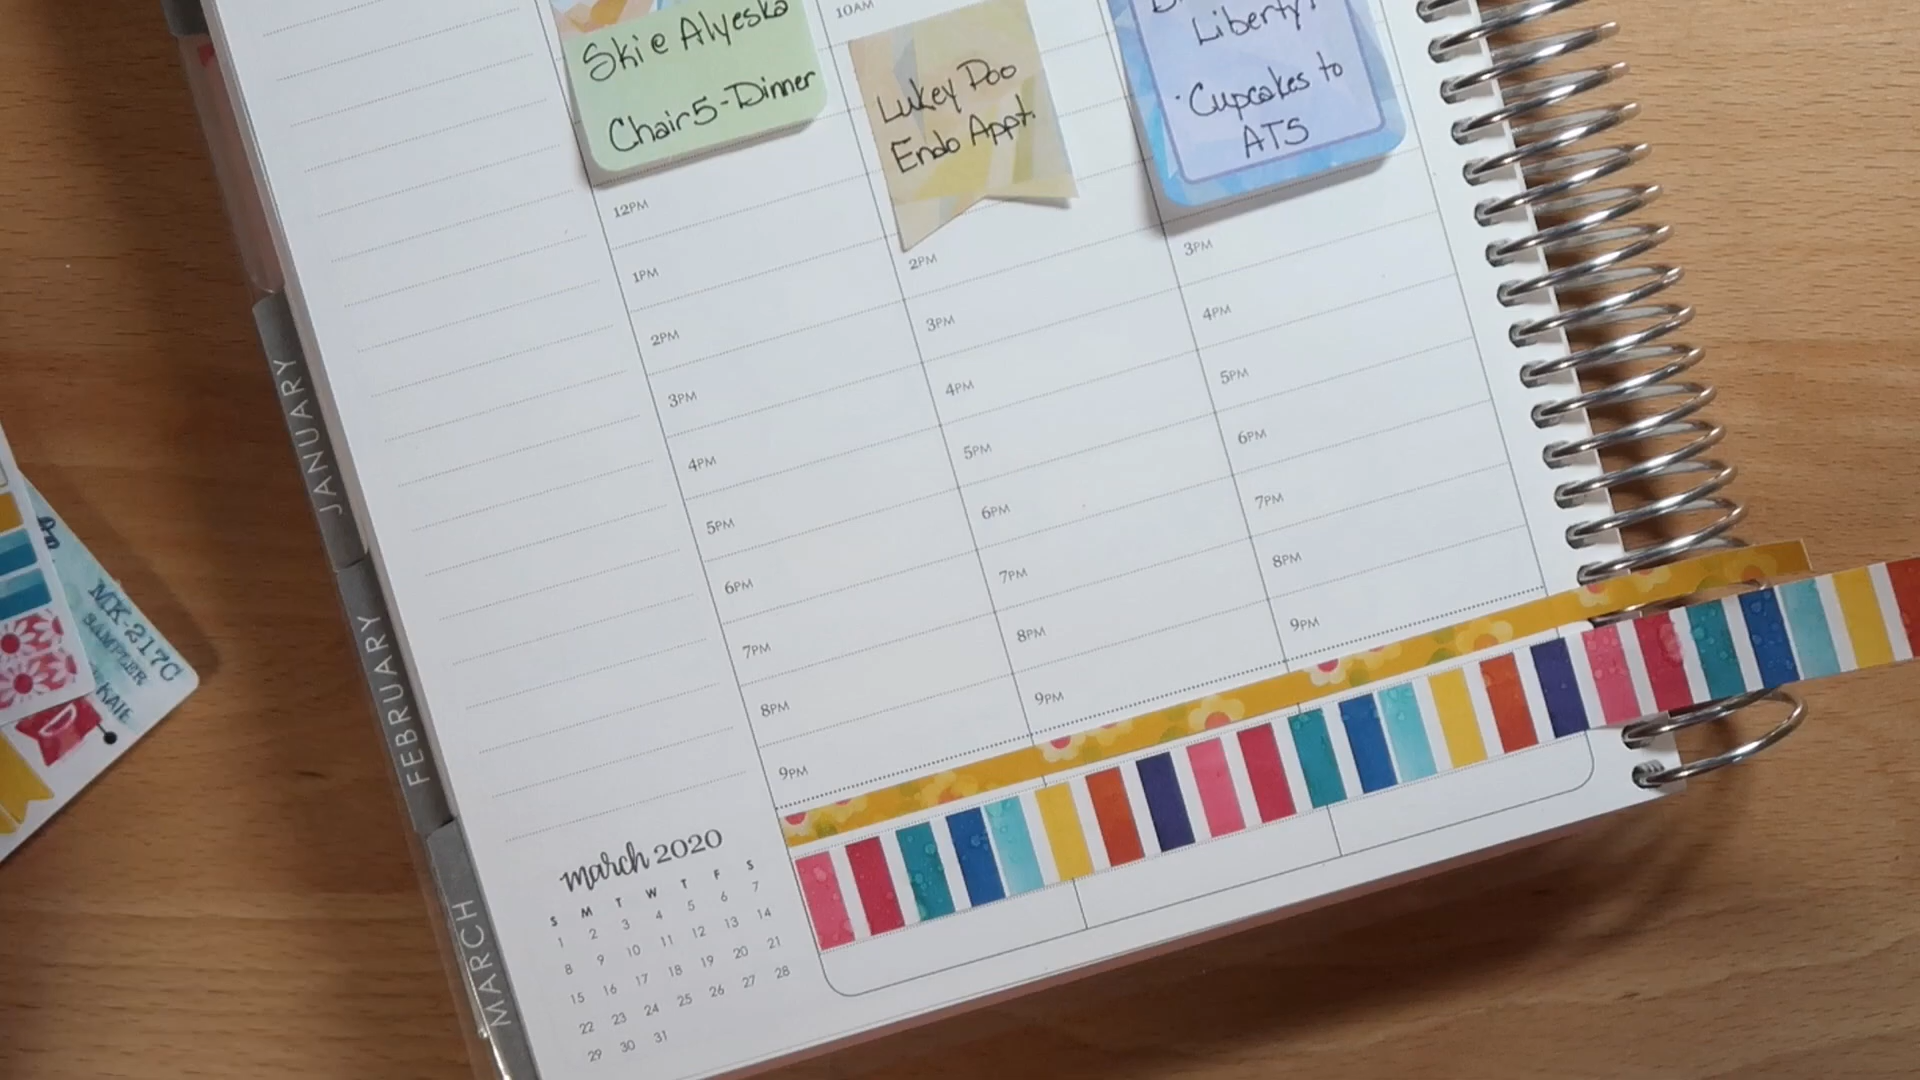 Ski @ Alyeska
Chair5-Dinner
12PM
1PM
2PM
3PM
4PM
5PM
6PM
7PM
8PM
9PM
10AM
Lukey Doo
Endo Appt.
2PM
3PM
4PM
5PM
6PM
7PM
8PM
9PM
Liberty!
· Cupcakes to
ATS
3PM
4PM
5PM
6PM
7PM
8PM
9PM
JANUARY
FEBRUARY
MARCH
MK-217C
SAMPLER
KATE
march 2020
S M T W T F S
1 2 3 4 5 6 7
8 9 10 11 12 13 14
15 16 17 18 19 20 21
22 23 24 25 26 27 28
29 30 31